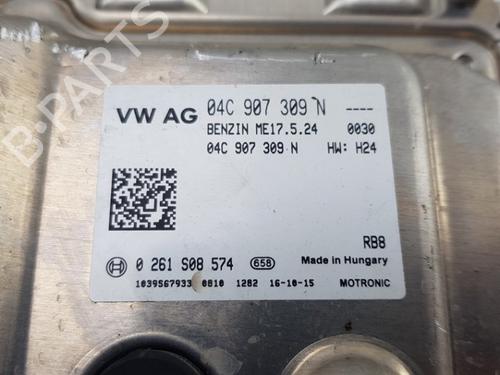 VW AG 04C 907 309 N ----
BENZIN ME17.5.24 0030
04C 907 309 N HW: H24
RB8
0 261 S08 574 658 Made in Hungary
1039S67933 0810 1282 16-10-15 MOTRONIC
B-PARTS